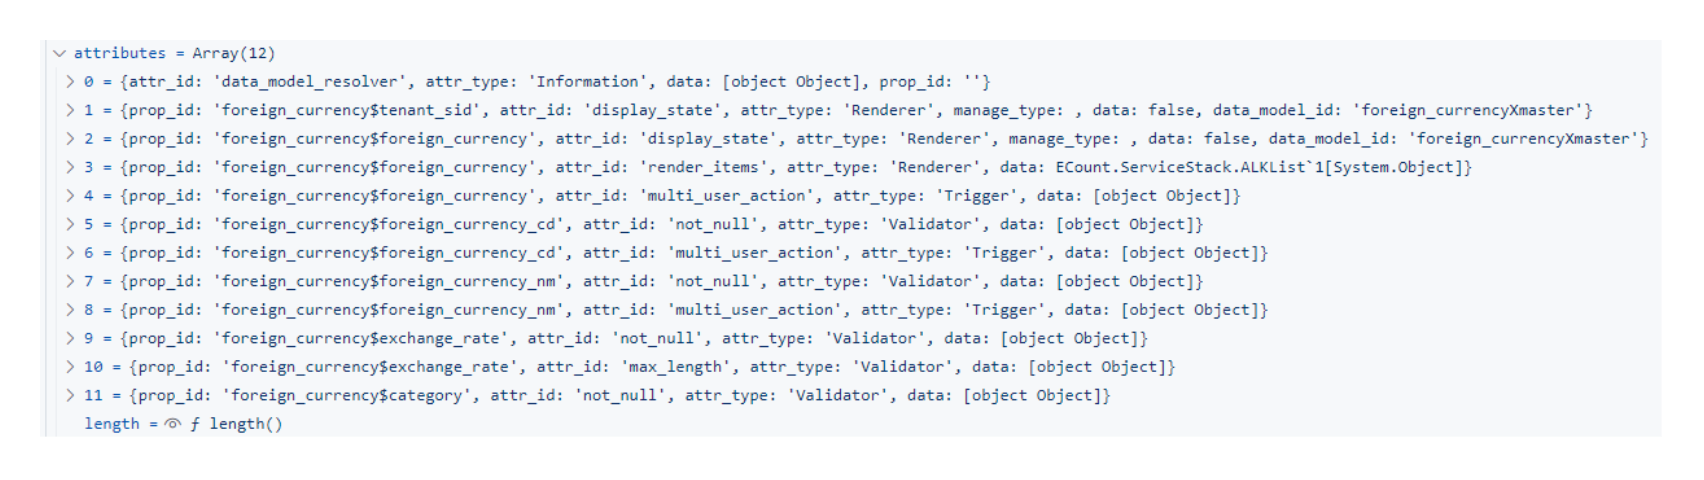 attributes = Array(12)
0 = {attr_id: 'data_model_resolver', attr_type: 'Information', data: [object Object], prop_id: ''}
1 = {prop_id: 'foreign_currency$tenant_sid', attr_id: 'display_state', attr_type: 'Renderer', manage_type: , data: false, data_model_id: 'foreign_currencyXmaster'}
2 = {prop_id: 'foreign_currency$foreign_currency', attr_id: 'display_state', attr_type: 'Renderer', manage_type: , data: false, data_model_id: 'foreign_currencyXmaster'}
3 = {prop_id: 'foreign_currency$foreign_currency', attr_id: 'render_items', attr_type: 'Renderer', data: ECount.ServiceStack.ALKList`1[System.Object]}
4 = {prop_id: 'foreign_currency$foreign_currency', attr_id: 'multi_user_action', attr_type: 'Trigger', data: [object Object]}
5 = {prop_id: 'foreign_currency$foreign_currency_cd', attr_id: 'not_null', attr_type: 'Validator', data: [object Object]}
6 = {prop_id: 'foreign_currency$foreign_currency_cd', attr_id: 'multi_user_action', attr_type: 'Trigger', data: [object Object]}
7 = {prop_id: 'foreign_currency$foreign_currency_nm', attr_id: 'not_null', attr_type: 'Validator', data: [object Object]}
8 = {prop_id: 'foreign_currency$foreign_currency_nm', attr_id: 'multi_user_action', attr_type: 'Trigger', data: [object Object]}
9 = {prop_id: 'foreign_currency$exchange_rate', attr_id: 'not_null', attr_type: 'Validator', data: [object Object]}
10 = {prop_id: 'foreign_currency$exchange_rate', attr_id: 'max_length', attr_type: 'Validator', data: [object Object]}
11 = {prop_id: 'foreign_currency$category', attr_id: 'not_null', attr_type: 'Validator', data: [object Object]}
length = ƒ length()